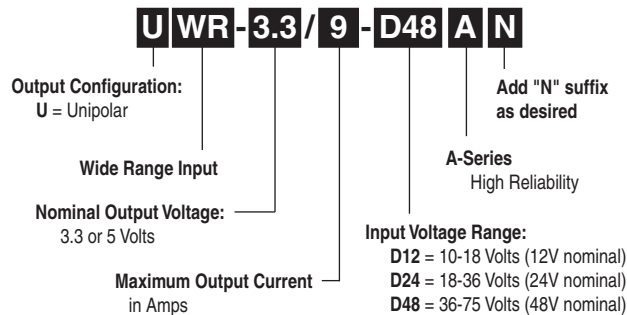 UWR-3.3/9-D48AN
Output Configuration:
U = Unipolar
Add "N" suffix
as desired
Wide Range Input
A-Series
High Reliability
Nominal Output Voltage:
3.3 or 5 Volts
Input Voltage Range:
D12 = 10-18 Volts (12V nominal)
D24 = 18-36 Volts (24V nominal)
D48 = 36-75 Volts (48V nominal)
Maximum Output Current
in Amps